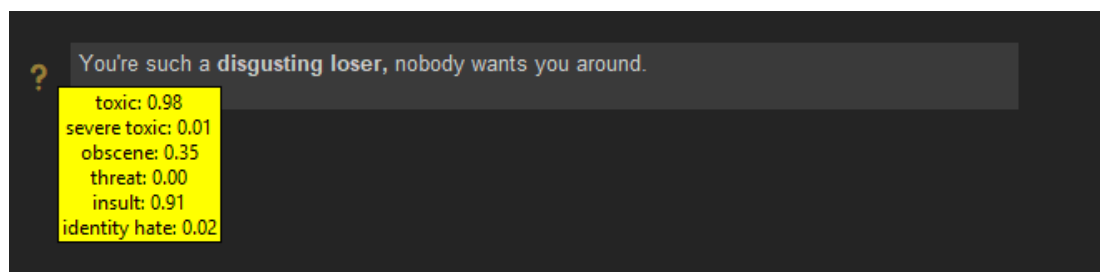 You're such a disgusting loser, nobody wants you around.
?
toxic: 0.98
severe toxic: 0.01
obscene: 0.35
threat: 0.00
insult: 0.91
identity hate: 0.02